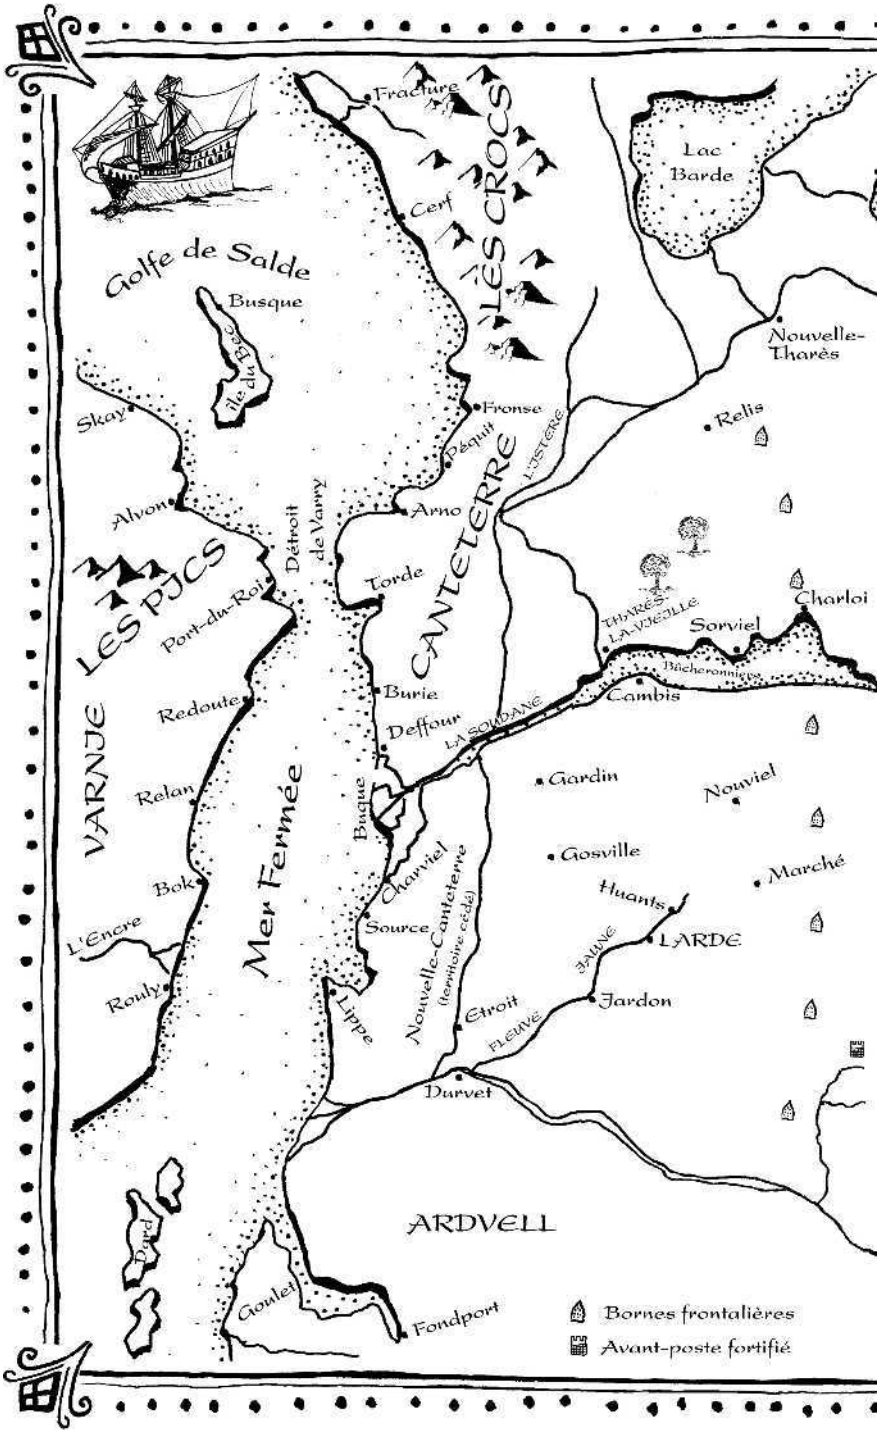 Fracture
LES CROCS
Lac
Barde
Cerf
Golfe de Salde
Busque
Île du Bec
Nouvelle-
Tharès
Skay
Fronse
Relis
Péquit
L'ISTERE
CANTETERRE
Alvon
Arno
Détroit
de Varry
LES PICS
Port-du-Roi
Torde
THARÈS-
LA-VIEILLE
Sorviel
Charloi
Bûcheronnière
Cambis
Redoute
Burie
Deffour
LA SOUDANE
VARNIE
Relan
Mer Fermée
Buque
Gardin
Nouviel
Charviel
Gosville
Marché
Bok
Huants
L'Encre
Source
Nouvelle-Canteterre
(territoire cédé)
JAUNE
LARDE
Rouly
Lippe
Etroit
FLEUVE
Jardon
Durvet
ARDVELL
Dard
Goulet
Fondport
Bornes frontalières
Avant-poste fortifié